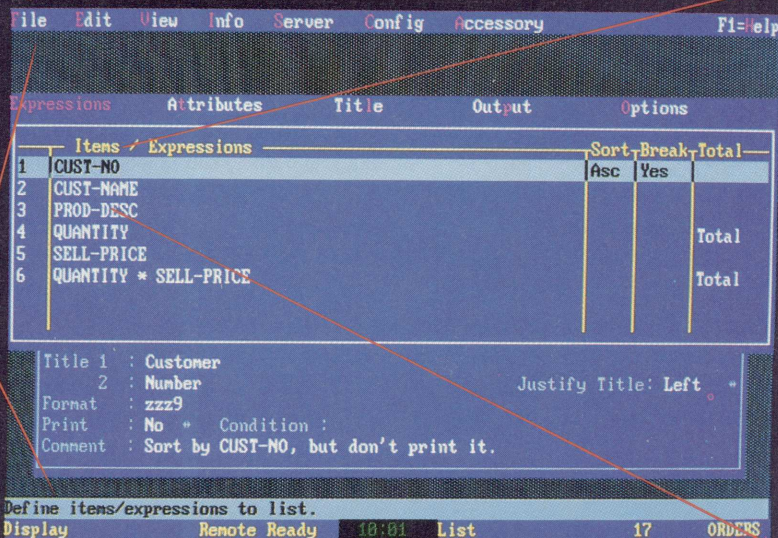 File Edit View Info Server Config Accessory F1=Help
Expressions Attributes Title Output Options
Items / Expressions Sort Break Total
1 CUST-NO Asc Yes
2 CUST-NAME
3 PROD-DESC
4 QUANTITY Total
5 SELL-PRICE
6 QUANTITY * SELL-PRICE Total
Title 1 : Customer
2 : Number Justify Title: Left
Format : zzz9
Print : No Condition :
Comment : Sort by CUST-NO, but don't print it.
Define items/expressions to list.
Display Remote Ready 10:01 List 17 ORDERS